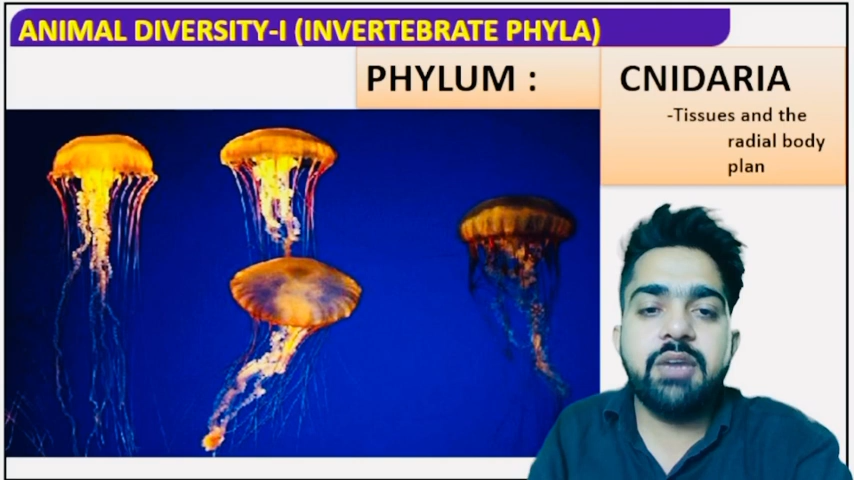 ANIMAL DIVERSITY-I (INVERTEBRATE PHYLA)
PHYLUM : CNIDARIA
-Tissues and the
radial body
plan